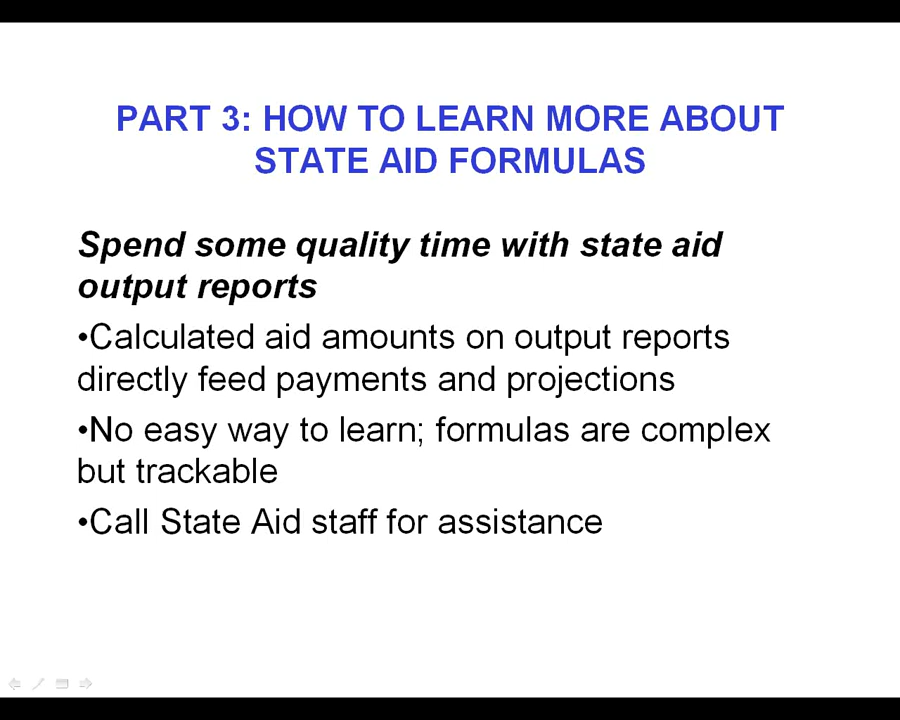 PART 3: HOW TO LEARN MORE ABOUT
STATE AID FORMULAS
Spend some quality time with state aid
output reports
•Calculated aid amounts on output reports
directly feed payments and projections
•No easy way to learn; formulas are complex
but trackable
•Call State Aid staff for assistance